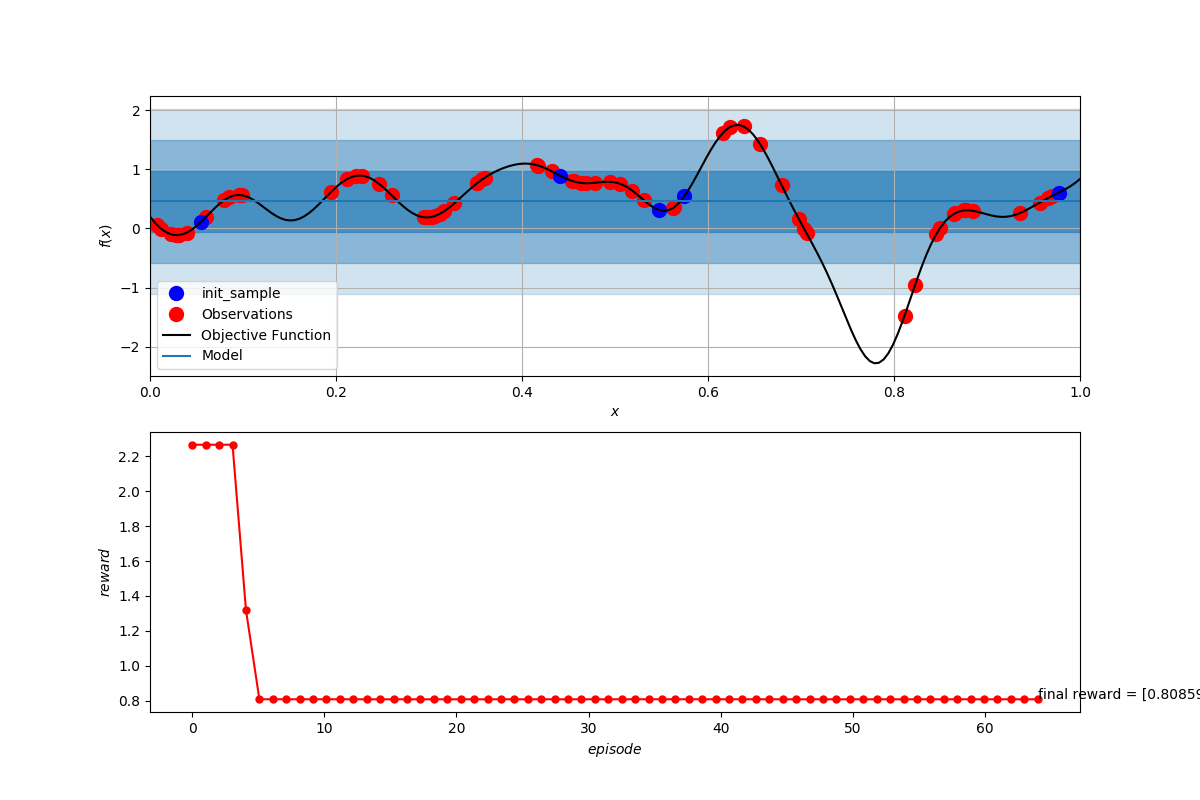 2
1
0
−1
−2
f(x)
init_sample
Observations
Objective Function
Model
0.0 0.2 0.4 0.6 0.8 1.0
x
2.2
2.0
1.8
1.6
1.4
1.2
1.0
0.8
reward
final reward = [0.80859
0 10 20 30 40 50 60
episode